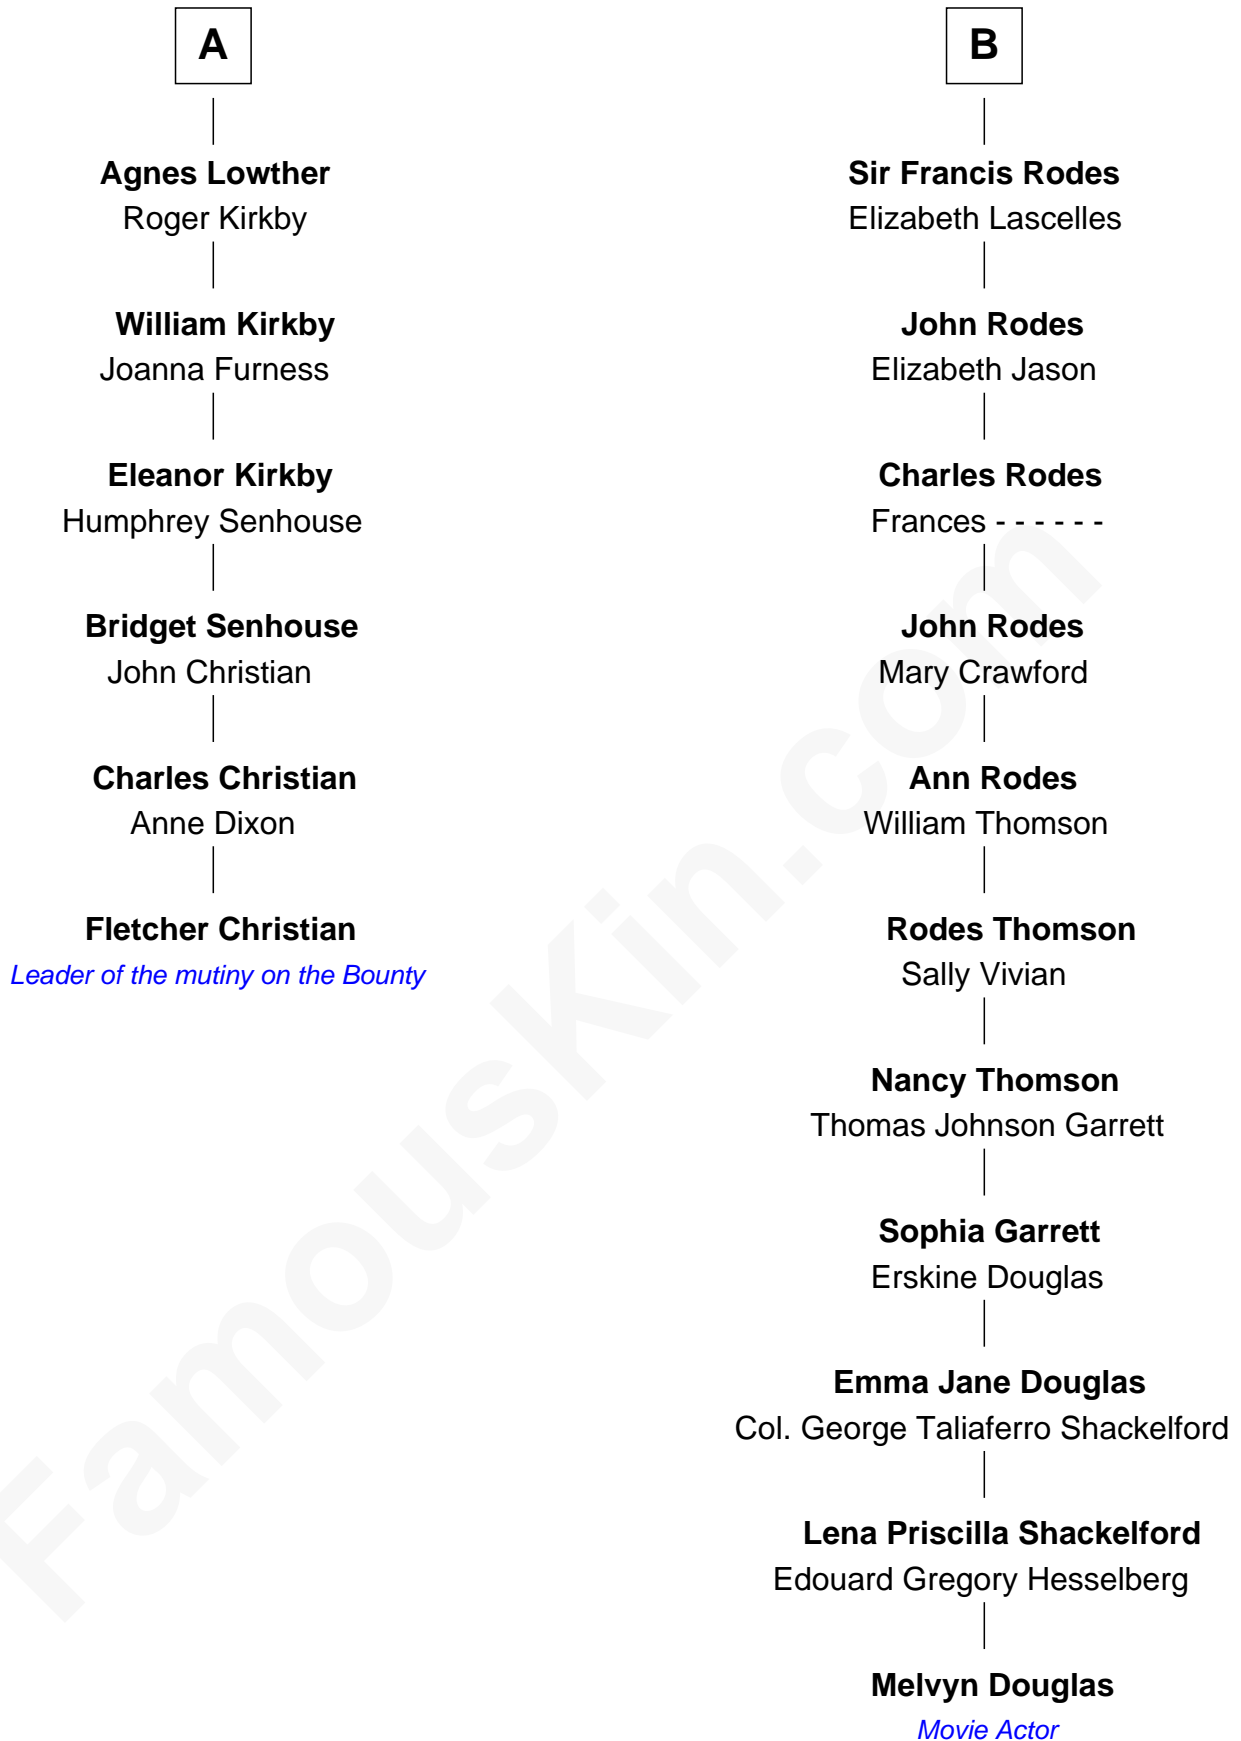 A
Agnes Lowther
Roger Kirkby
William Kirkby
Joanna Furness
Eleanor Kirkby
Humphrey Senhouse
Bridget Senhouse
John Christian
Charles Christian
Anne Dixon
Fletcher Christian
Leader of the mutiny on the Bounty
B
Sir Francis Rodes
Elizabeth Lascelles
John Rodes
Elizabeth Jason
Charles Rodes
Frances - - - - - -
John Rodes
Mary Crawford
Ann Rodes
William Thomson
Rodes Thomson
Sally Vivian
Nancy Thomson
Thomas Johnson Garrett
Sophia Garrett
Erskine Douglas
Emma Jane Douglas
Col. George Taliaferro Shackelford
Lena Priscilla Shackelford
Edouard Gregory Hesselberg
Melvyn Douglas
Movie Actor
FamousKin.com